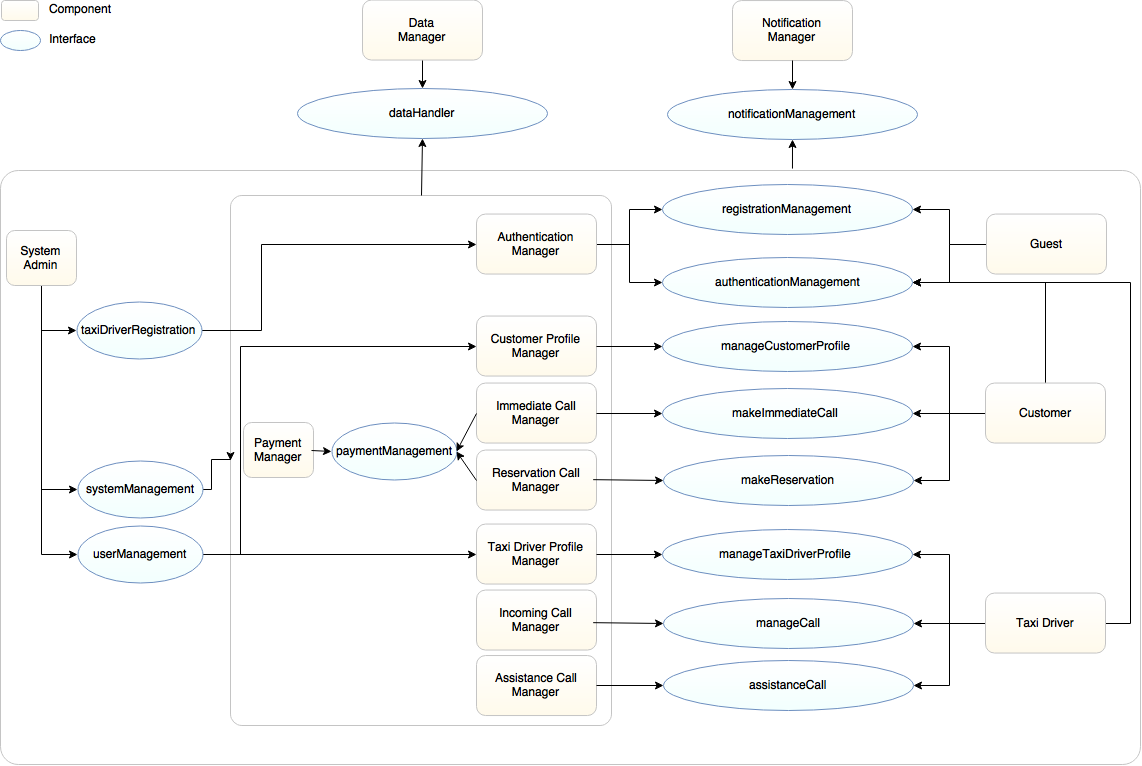 Component
Interface
Data
Manager
Notification
Manager
dataHandler
notificationManagement
System
Admin
Authentication
Manager
registrationManagement
Guest
authenticationManagement
taxiDriverRegistration
Customer Profile
Manager
manageCustomerProfile
Immediate Call
Manager
makeImmediateCall
Customer
Payment
Manager
paymentManagement
Reservation Call
Manager
makeReservation
systemManagement
userManagement
Taxi Driver Profile
Manager
manageTaxiDriverProfile
Incoming Call
Manager
manageCall
Taxi Driver
Assistance Call
Manager
assistanceCall